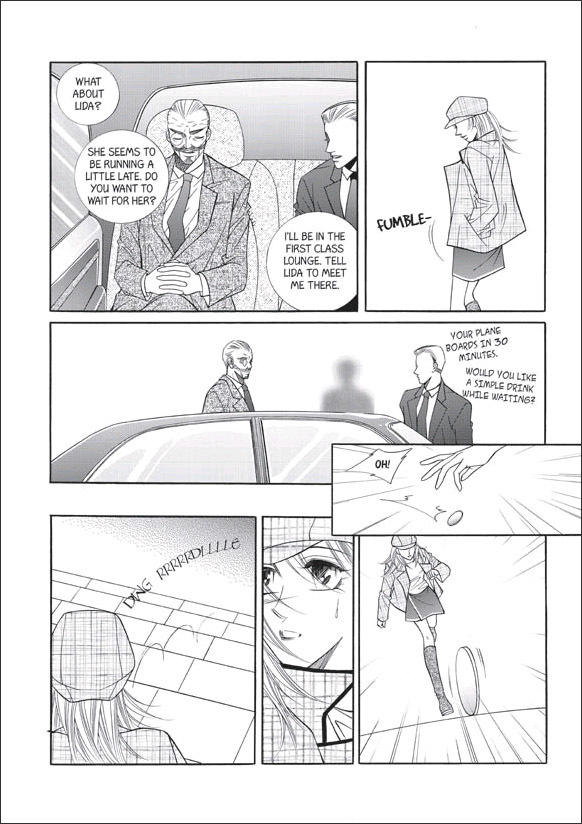 WHAT
ABOUT
LIDA?
SHE SEEMS TO
BE RUNNING A
LITTLE LATE. DO
YOU WANT TO
WAIT FOR HER?
I'LL BE IN THE
FIRST CLASS
LOUNGE. TELL
LIDA TO MEET
ME THERE.
FUMBLE-
YOUR PLANE
BOARDS IN 30
MINUTES.
WOULD YOU LIKE
A SIMPLE DRINK
WHILE WAITING?
OH!